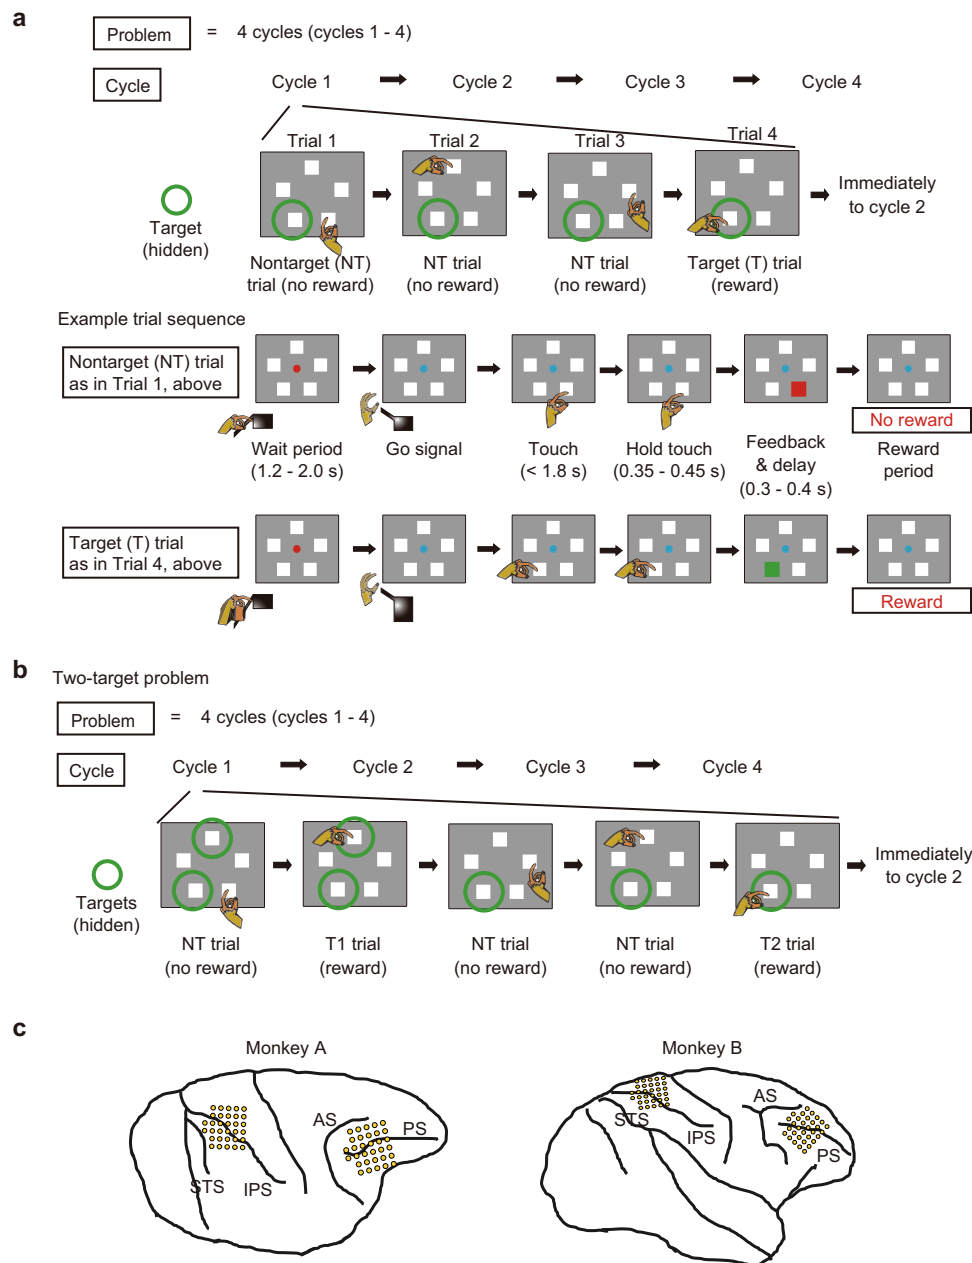 a
Problem = 4 cycles (cycles 1 - 4)
Cycle Cycle 1 Cycle 2 Cycle 3 Cycle 4
Trial 1 Trial 2 Trial 3 Trial 4
Target
(hidden)
Immediately
to cycle 2
Nontarget (NT)
trial (no reward)
NT trial
(no reward)
NT trial
(no reward)
Target (T) trial
(reward)
Example trial sequence
Nontarget (NT) trial
as in Trial 1, above
Wait period
(1.2 - 2.0 s)
Go signal
Touch
(< 1.8 s)
Hold touch
(0.35 - 0.45 s)
Feedback
& delay
(0.3 - 0.4 s)
No reward
Reward
period
Target (T) trial
as in Trial 4, above
Reward
b
Two-target problem
Problem = 4 cycles (cycles 1 - 4)
Cycle Cycle 1 Cycle 2 Cycle 3 Cycle 4
Targets
(hidden)
Immediately
to cycle 2
NT trial
(no reward)
T1 trial
(reward)
NT trial
(no reward)
NT trial
(no reward)
T2 trial
(reward)
c
Monkey A
AS
PS
STS
IPS
Monkey B
AS
STS
IPS
PS